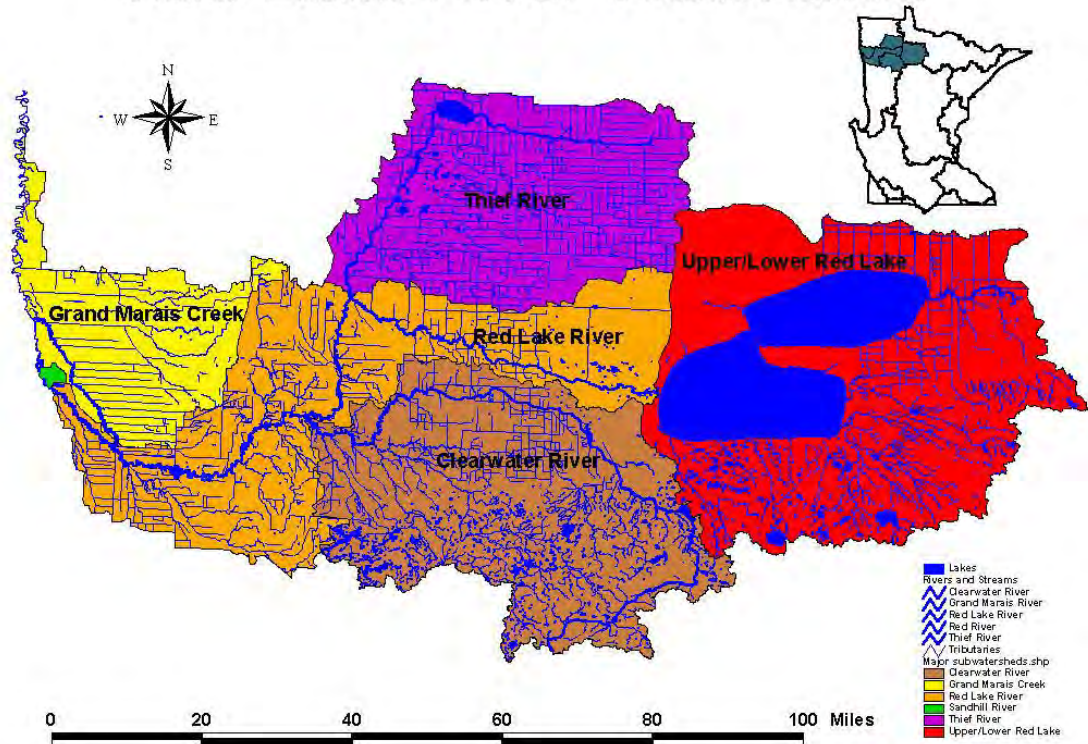 N
W E
S
Thief River
Upper/Lower Red Lake
Grand Marais Creek
Red Lake River
Clearwater River
Lakes
Rivers and Streams
Clearwater River
Grand Marais River
Red Lake River
Red River
Thief River
Tributaries
Major subwatersheds.shp
Clearwater River
Grand Marais Creek
Red Lake River
Sandhill River
Thief River
Upper/Lower Red Lake
0 20 40 60 80 100 Miles